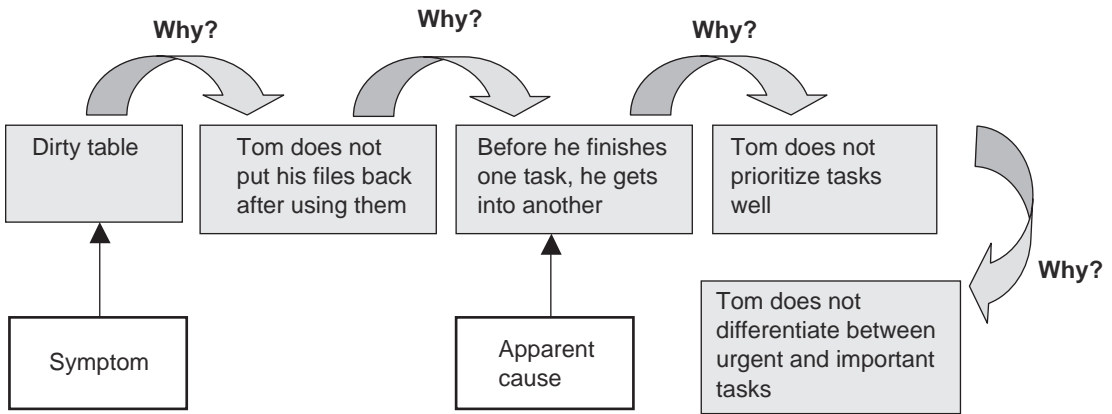 Why?
Why?
Why?
Dirty table
Tom does not
put his files back
after using them
Before he finishes
one task, he gets
into another
Tom does not
prioritize tasks
well
Why?
Symptom
Apparent
cause
Tom does not
differentiate between
urgent and important
tasks